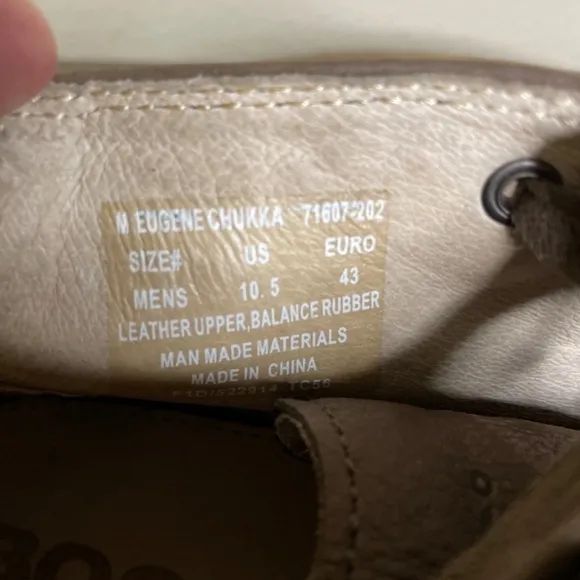 M EUGENE CHUKKA 71607-202
SIZE# US EURO
MENS 10.5 43
LEATHER UPPER,BALANCE RUBBER
MAN MADE MATERIALS
MADE IN CHINA